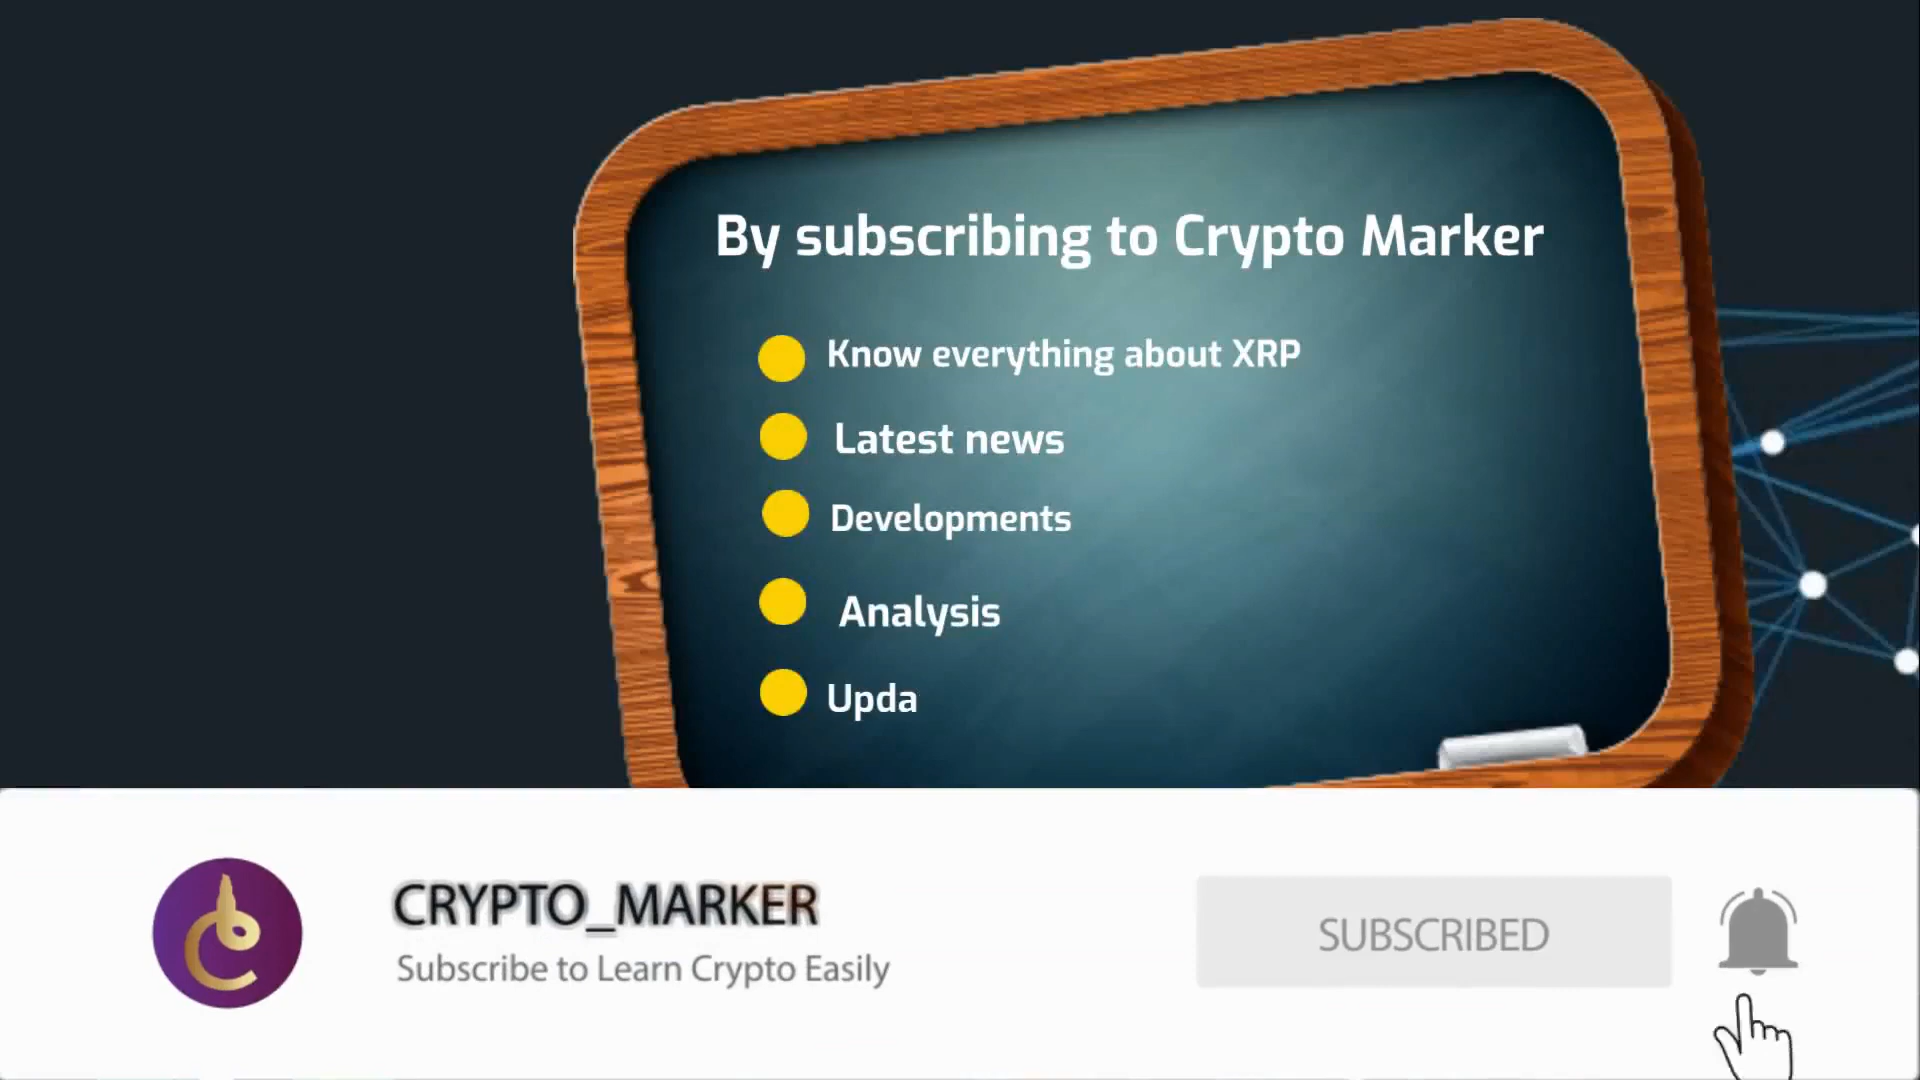 By subscribing to Crypto Marker
Know everything about XRP
Latest news
Developments
Analysis
Upda
CRYPTO_MARKER
Subscribe to Learn Crypto Easily
SUBSCRIBED